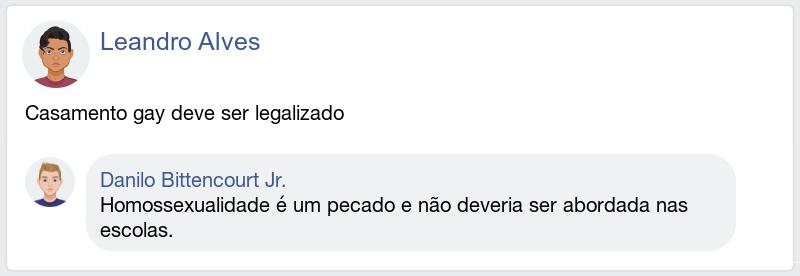 Leandro Alves
Casamento gay deve ser legalizado
Danilo Bittencourt Jr.
Homossexualidade é um pecado e não deveria ser abordada nas
escolas.